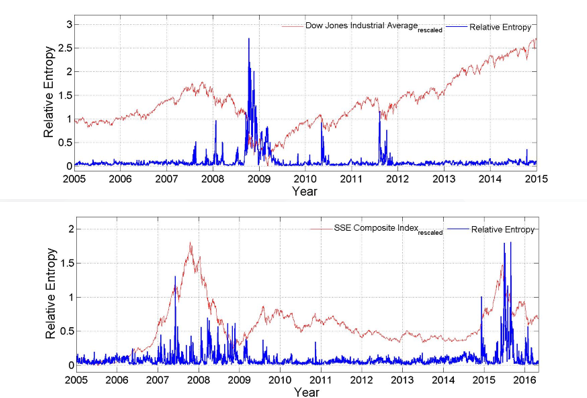 Dow Jones Industrial Average rescaled Relative Entropy
Relative Entropy
3
2.5
2
1.5
1
0.5
0
2005 2006 2007 2008 2009 2010 2011 2012 2013 2014 2015
Year
SSE Composite Index rescaled Relative Entropy
Relative Entropy
2
1.5
1
0.5
0
2005 2006 2007 2008 2009 2010 2011 2012 2013 2014 2015 2016
Year